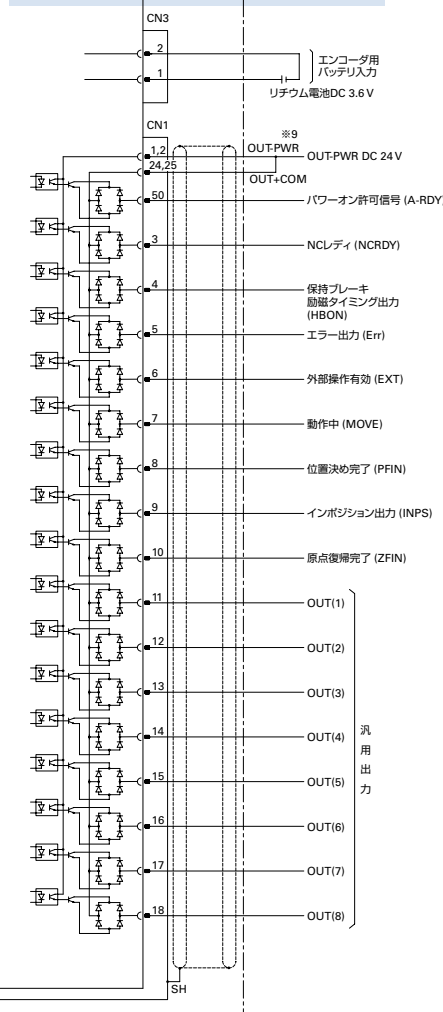 CN3
2
エンコーダ用
バッテリ入力
1
リチウム電池DC 3.6 V
CN1
※9
1,2
OUT-PWR
OUT-PWR DC 24 V
24,25
OUT+COM
50
パワーオン許可信号 (A-RDY)
3
NCレディ (NCRDY)
4
保持ブレーキ
励磁タイミング出力
(HBON)
5
エラー出力 (Err)
6
外部操作有効 (EXT)
7
動作中 (MOVE)
8
位置決め完了 (PFIN)
9
インポジション出力 (INPS)
10
原点復帰完了 (ZFIN)
11
OUT(1)
12
OUT(2)
13
OUT(3)
14
OUT(4)
15
OUT(5)
16
OUT(6)
17
OUT(7)
18
OUT(8)
汎用出力
SH